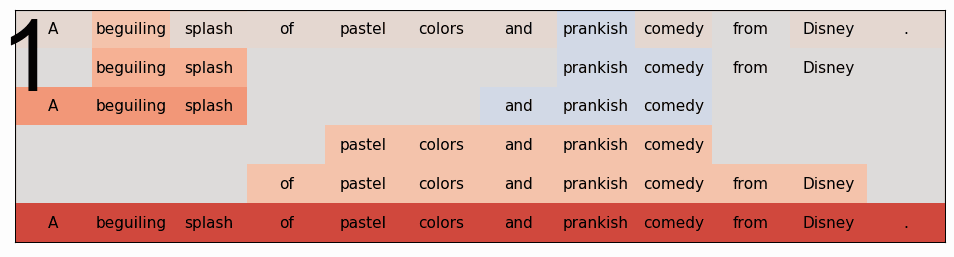 1
A beguiling splash of pastel colors and prankish comedy from Disney .
beguiling splash prankish comedy from Disney
A beguiling splash and prankish comedy
pastel colors and prankish comedy
of pastel colors and prankish comedy from Disney
A beguiling splash of pastel colors and prankish comedy from Disney .